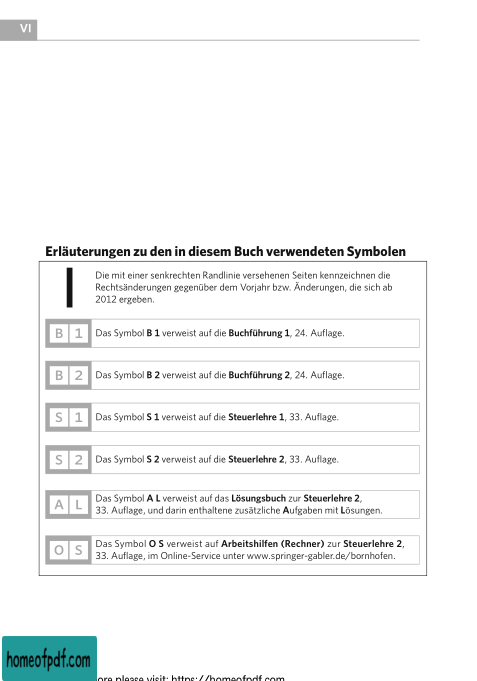 VI
Erläuterungen zu den in diesem Buch verwendeten Symbolen
Die mit einer senkrechten Randlinie versehenen Seiten kennzeichnen die
Rechtsänderungen gegenüber dem Vorjahr bzw. Änderungen, die sich ab
2012 ergeben.
B 1 Das Symbol B 1 verweist auf die Buchführung 1, 24. Auflage.
B 2 Das Symbol B 2 verweist auf die Buchführung 2, 24. Auflage.
S 1 Das Symbol S 1 verweist auf die Steuerlehre 1, 33. Auflage.
S 2 Das Symbol S 2 verweist auf die Steuerlehre 2, 33. Auflage.
A L Das Symbol A L verweist auf das Lösungsbuch zur Steuerlehre 2,
33. Auflage, und darin enthaltene zusätzliche Aufgaben mit Lösungen.
O S Das Symbol O S verweist auf Arbeitshilfen (Rechner) zur Steuerlehre 2,
33. Auflage, im Online-Service unter www.springer-gabler.de/bornhofen.
homeofpdf.com
ore please visit: https://homeofpdf.com